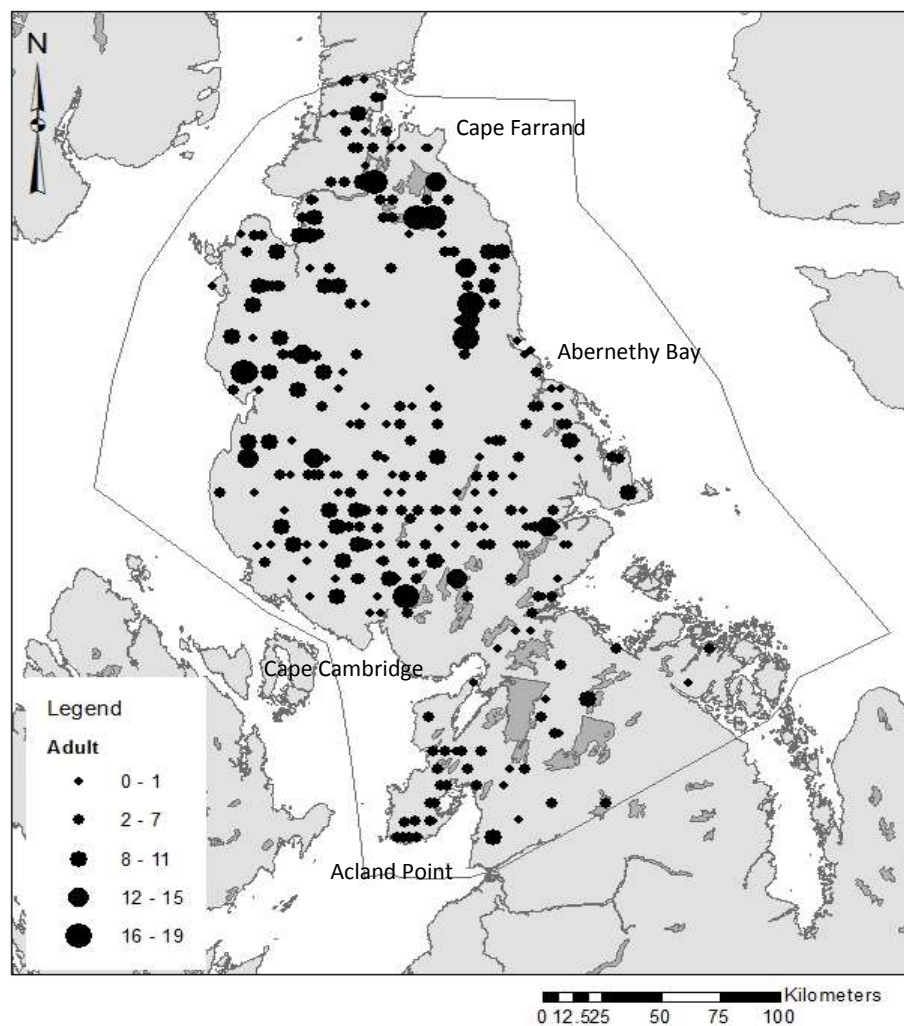 N
Cape Farrand
Abernethy Bay
Cape Cambridge
Acland Point
Legend
Adult
0 - 1
2 - 7
8 - 11
12 - 15
16 - 19
Kilometers
0 12.525 50 75 100